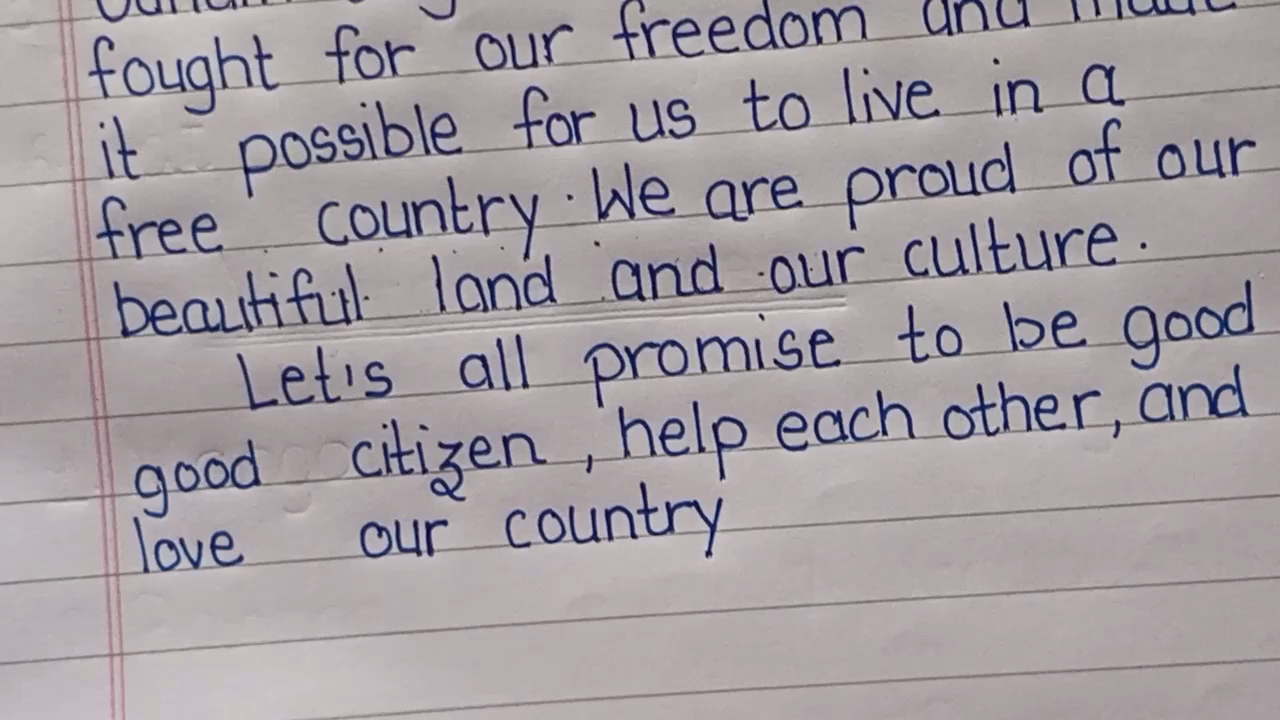 fought for our freedom and made
it possible for us to live in a
free country. We are proud of our
beautiful land and our culture.
Let's all promise to be good
good citizen, help each other, and
love our country